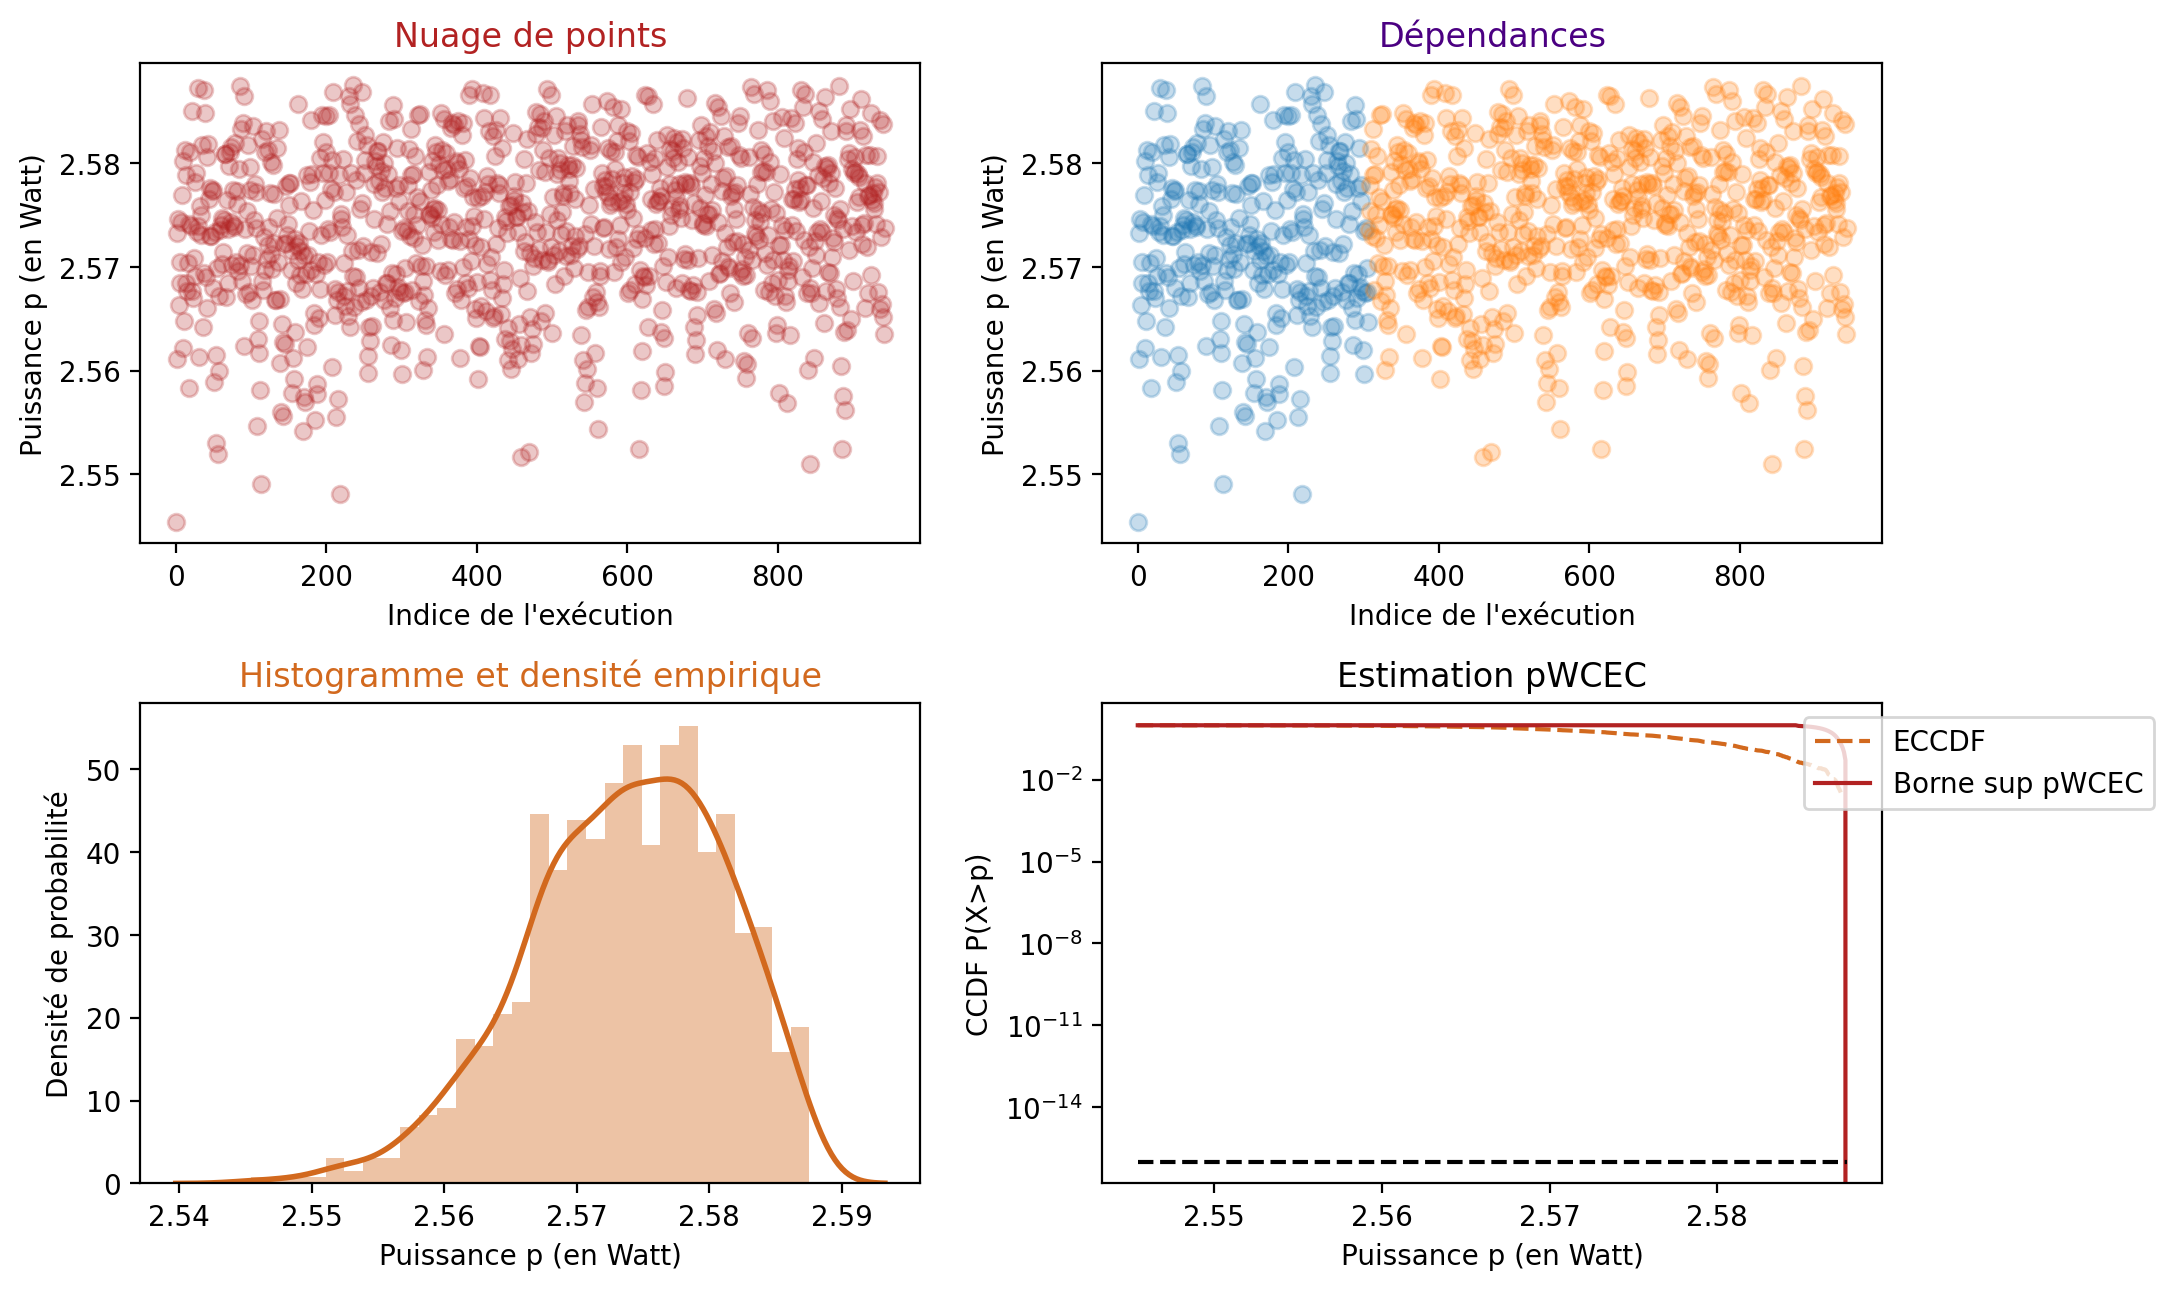 Nuage de points
Puissance p (en Watt)
2.58
2.57
2.56
2.55
0 200 400 600 800
Indice de l'exécution
Dépendances
Puissance p (en Watt)
2.58
2.57
2.56
2.55
0 200 400 600 800
Indice de l'exécution
Histogramme et densité empirique
Densité de probabilité
50
40
30
20
10
0
2.54 2.55 2.56 2.57 2.58 2.59
Puissance p (en Watt)
Estimation pWCEC
CCDF P(X>p)
10⁻²
10⁻⁵
10⁻⁸
10⁻¹¹
10⁻¹⁴
ECCDF
Borne sup pWCEC
2.55 2.56 2.57 2.58
Puissance p (en Watt)